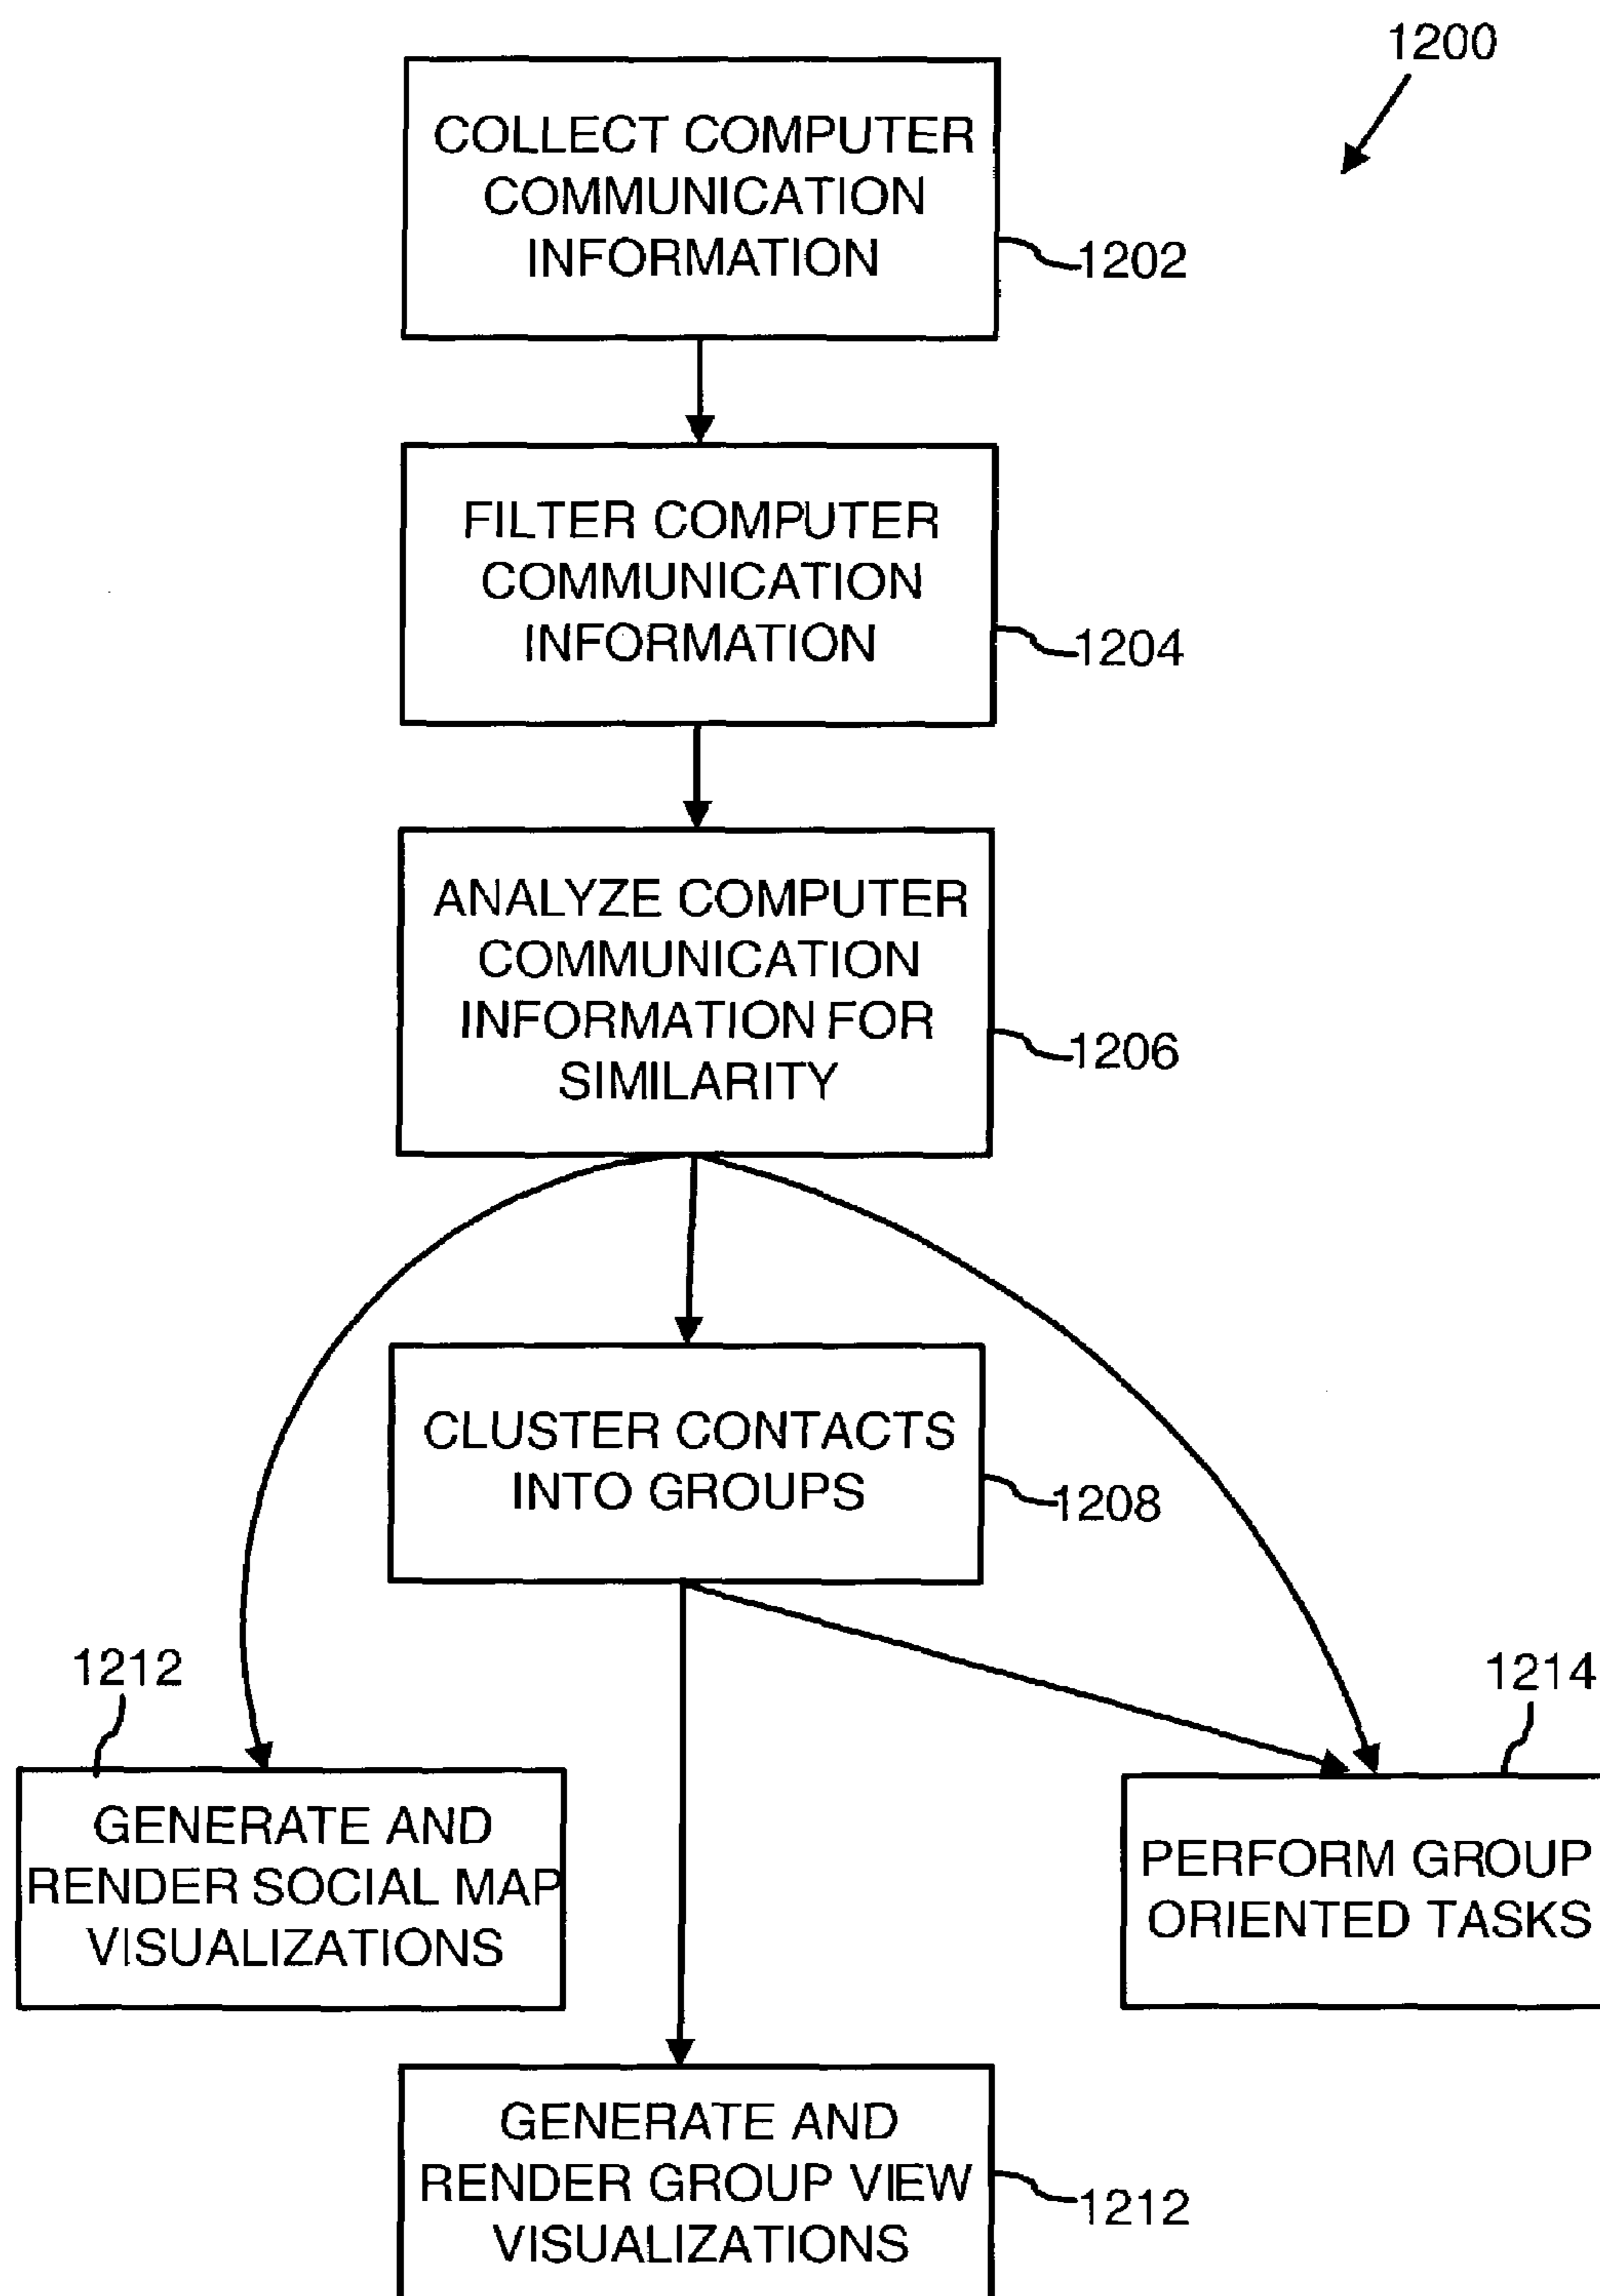 1200
COLLECT COMPUTER
COMMUNICATION
INFORMATION
1202
FILTER COMPUTER
COMMUNICATION
INFORMATION
1204
ANALYZE COMPUTER
COMMUNICATION
INFORMATION FOR
SIMILARITY
1206
CLUSTER CONTACTS
INTO GROUPS
1208
1212
GENERATE AND
RENDER SOCIAL MAP
VISUALIZATIONS
1214
PERFORM GROUP
ORIENTED TASKS
GENERATE AND
RENDER GROUP VIEW
VISUALIZATIONS
1212